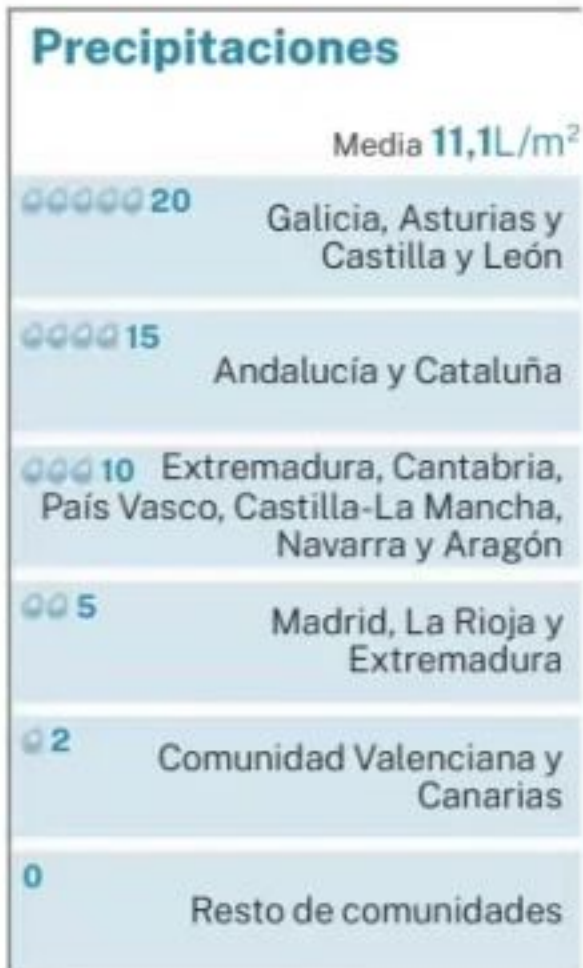 Precipitaciones
Media 11,1L/m²
20
Galicia, Asturias y
Castilla y León
15
Andalucía y Cataluña
10 Extremadura, Cantabria,
País Vasco, Castilla-La Mancha,
Navarra y Aragón
5
Madrid, La Rioja y
Extremadura
2
Comunidad Valenciana y
Canarias
0
Resto de comunidades